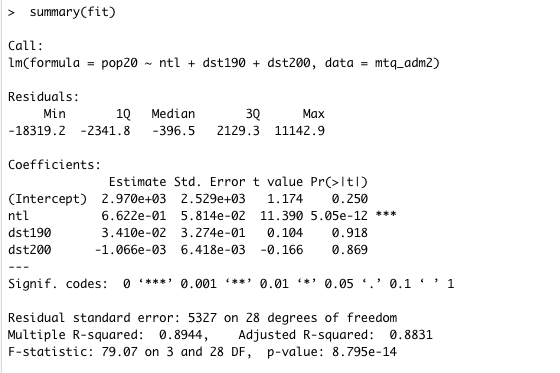 > summary(fit)
Call:
lm(formula = pop20 ~ ntl + dst190 + dst200, data = mtq_adm2)
Residuals:
Min 1Q Median 3Q Max
-18319.2 -2341.8 -396.5 2129.3 11142.9
Coefficients:
Estimate Std. Error t value Pr(>|t|)
(Intercept) 2.970e+03 2.529e+03 1.174 0.250
ntl 6.622e-01 5.814e-02 11.390 5.05e-12 ***
dst190 3.410e-02 3.274e-01 0.104 0.918
dst200 -1.066e-03 6.418e-03 -0.166 0.869
---
Signif. codes: 0 ‘***’ 0.001 ‘**’ 0.01 ‘*’ 0.05 ‘.’ 0.1 ‘ ’ 1
Residual standard error: 5327 on 28 degrees of freedom
Multiple R-squared: 0.8944, Adjusted R-squared: 0.8831
F-statistic: 79.07 on 3 and 28 DF, p-value: 8.795e-14